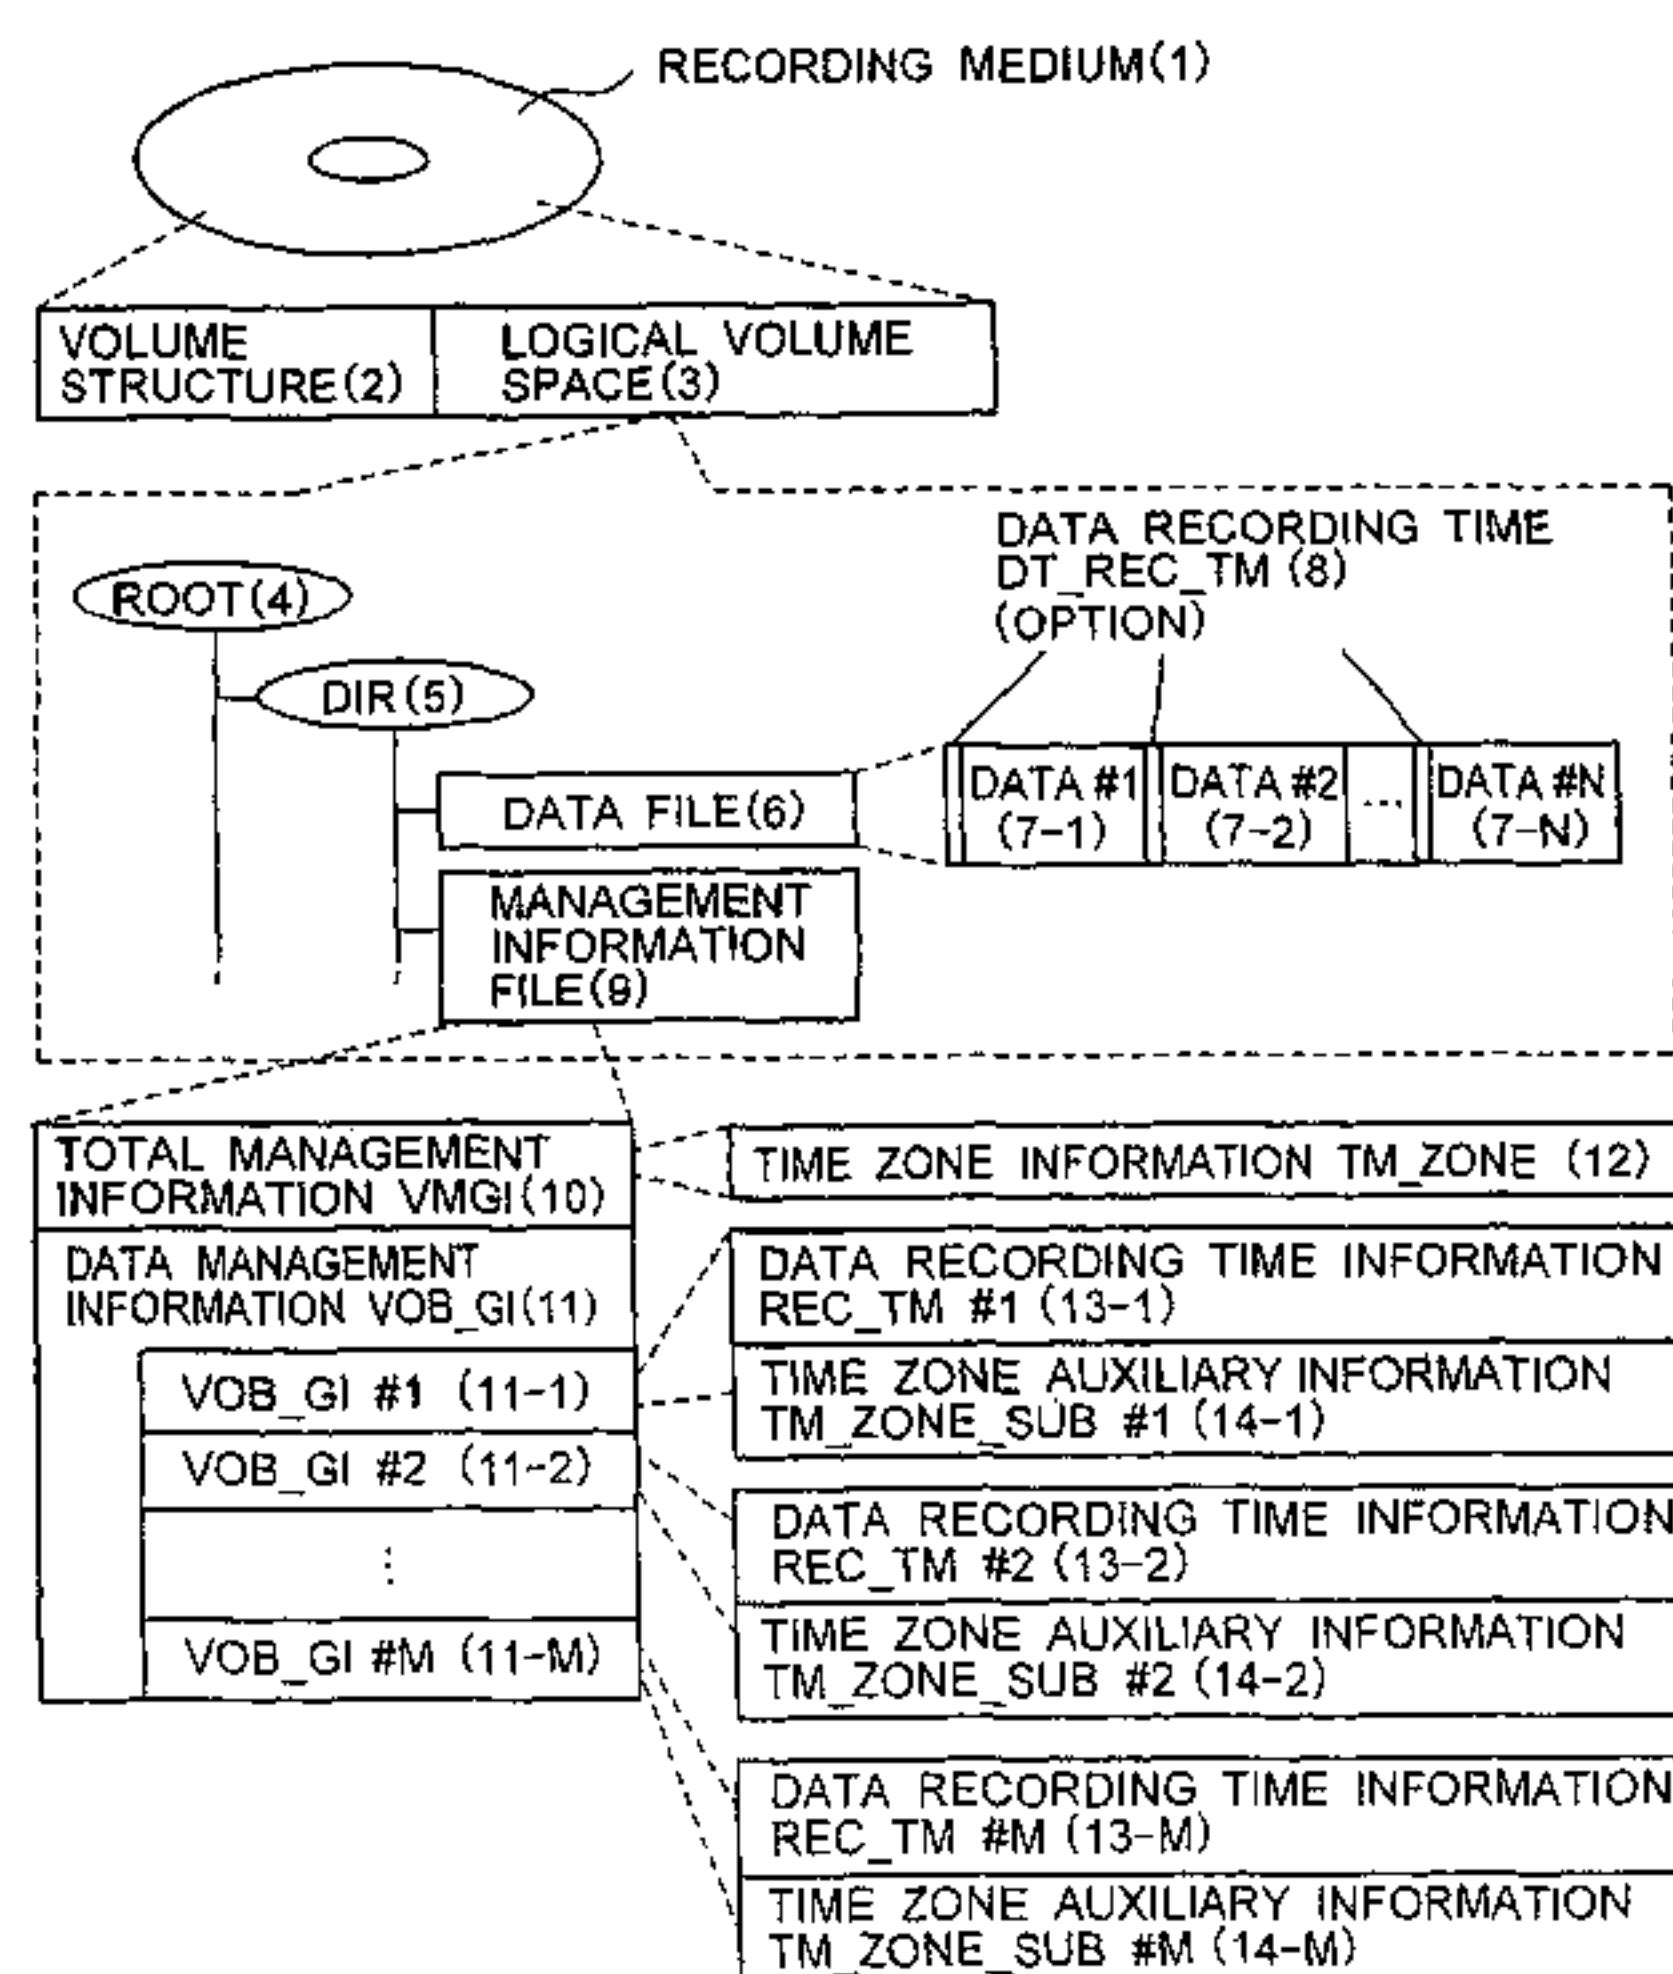 RECORDING MEDIUM(1)
VOLUME
STRUCTURE(2)
LOGICAL VOLUME
SPACE(3)
DATA RECORDING TIME
DT_REC_TM (8)
(OPTION)
ROOT(4)
DIR(5)
DATA FILE(6)
DATA #1
(7-1)
DATA #2
(7-2)
...
DATA #N
(7-N)
MANAGEMENT
INFORMATION
FILE(9)
TOTAL MANAGEMENT
INFORMATION VMGI(10)
TIME ZONE INFORMATION TM_ZONE (12)
DATA MANAGEMENT
INFORMATION VOB_GI(11)
VOB_GI #1 (11-1)
VOB_GI #2 (11-2)
⋮
VOB_GI #M (11-M)
DATA RECORDING TIME INFORMATION
REC_TM #1 (13-1)
TIME ZONE AUXILIARY INFORMATION
TM_ZONE_SUB #1 (14-1)
DATA RECORDING TIME INFORMATION
REC_TM #2 (13-2)
TIME ZONE AUXILIARY INFORMATION
TM_ZONE_SUB #2 (14-2)
DATA RECORDING TIME INFORMATION
REC_TM #M (13-M)
TIME ZONE AUXILIARY INFORMATION
TM_ZONE_SUB #M (14-M)